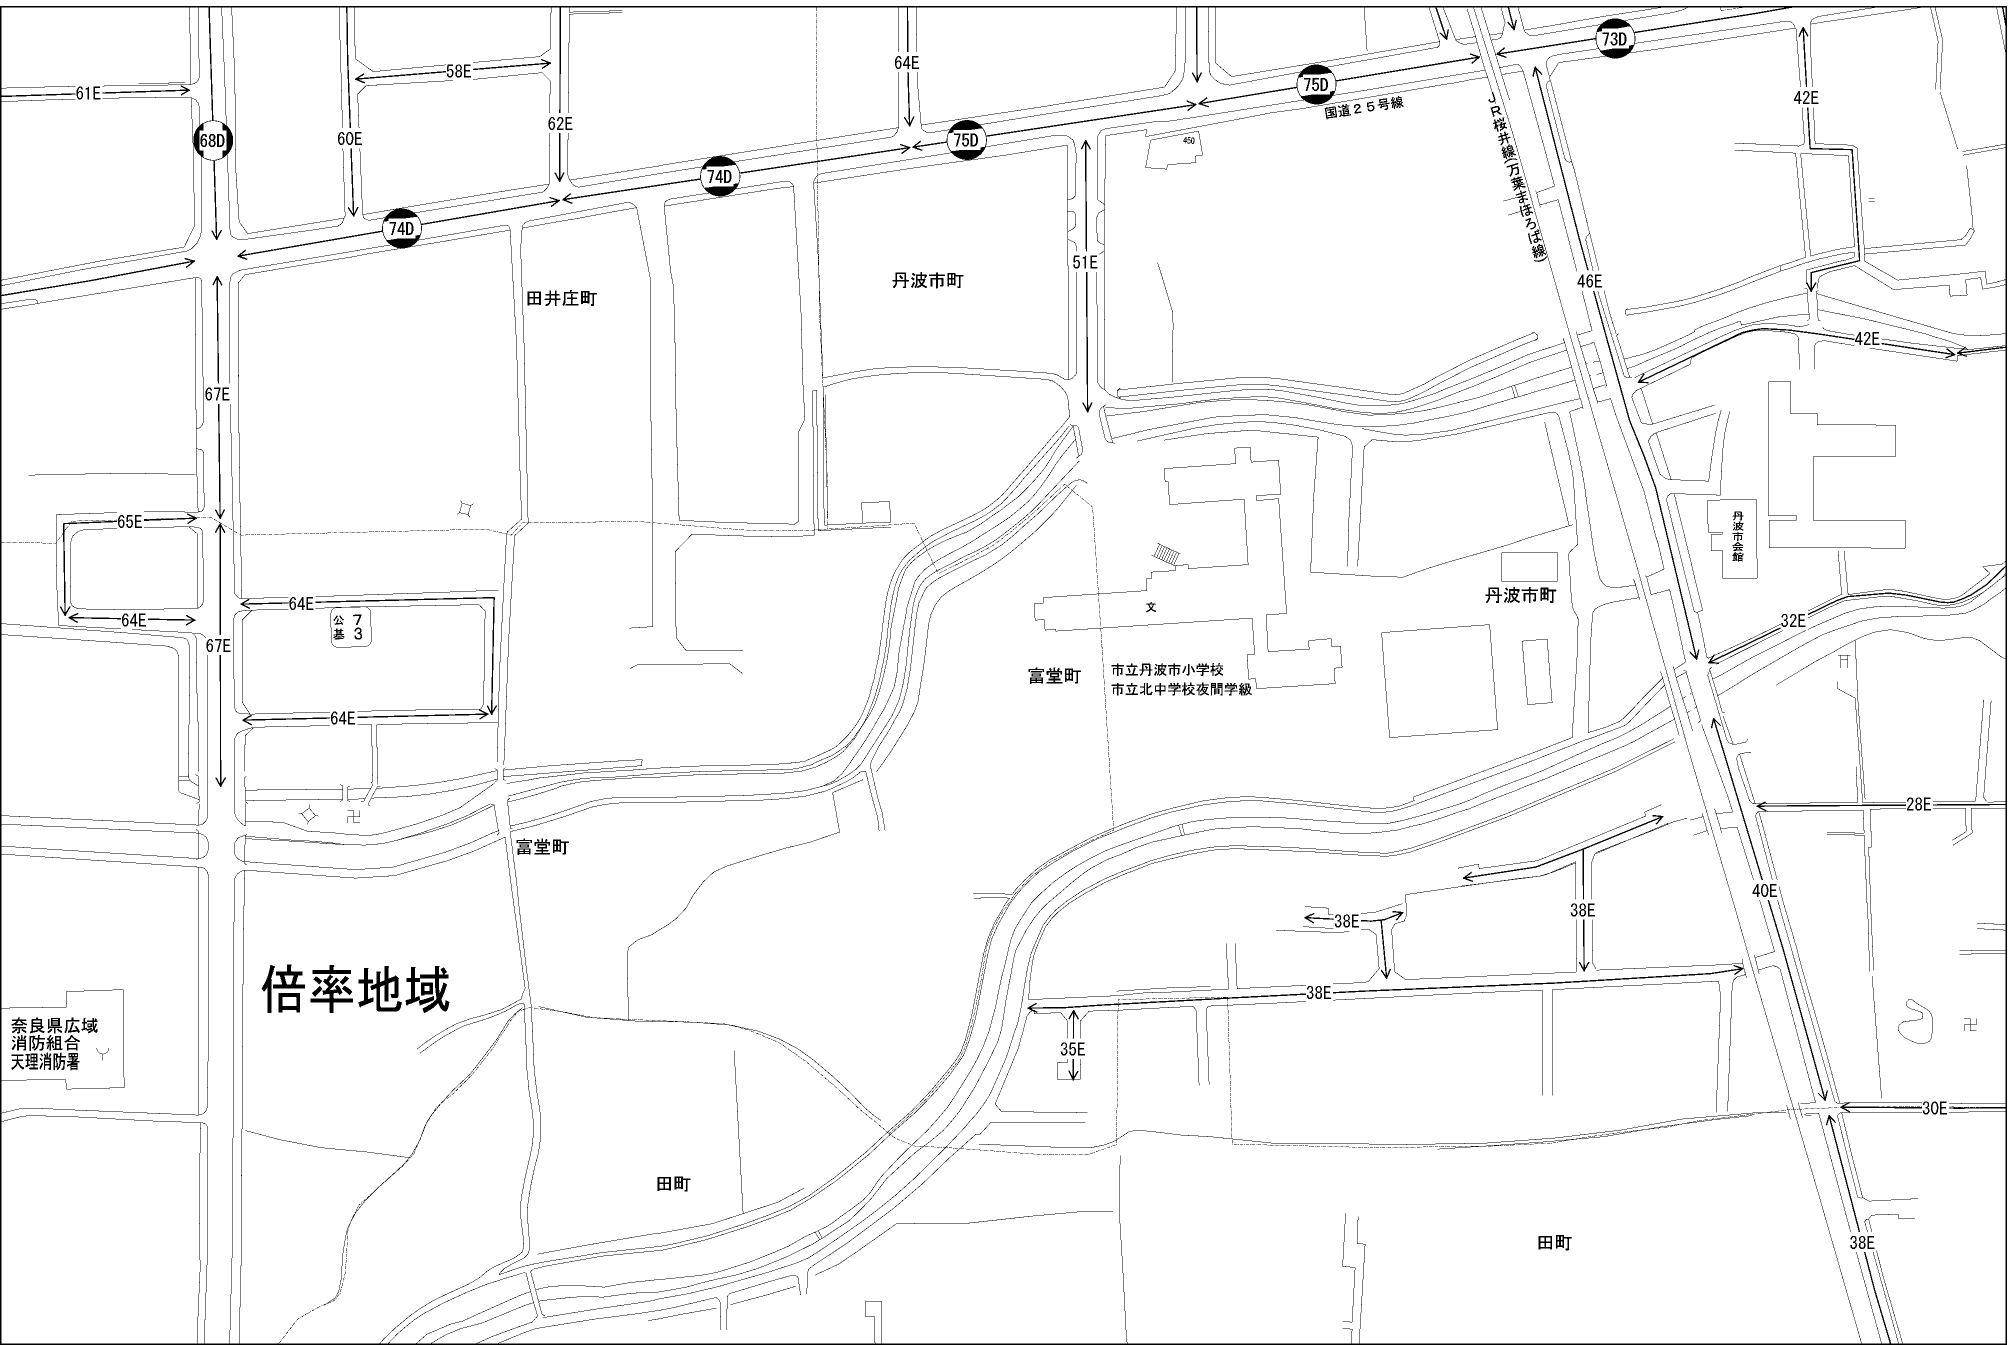 73D
64E
58E
75D
61E
42E
国道２５号線
62E
ＪＲ桜井線(万葉まほろば線)
60E
68D
75D
450
74D
74D
51E
丹波市町
46E
田井庄町
42E
67E
65E
丹波市会館
丹波市町
64E
文
公 7
基 3
64E
32E
67E
富堂町
市立丹波市小学校
市立北中学校夜間学級
64E
28E
富堂町
40E
38E
38E
倍率地域
38E
奈良県広域
消防組合
天理消防署
35E
30E
田町
田町
38E